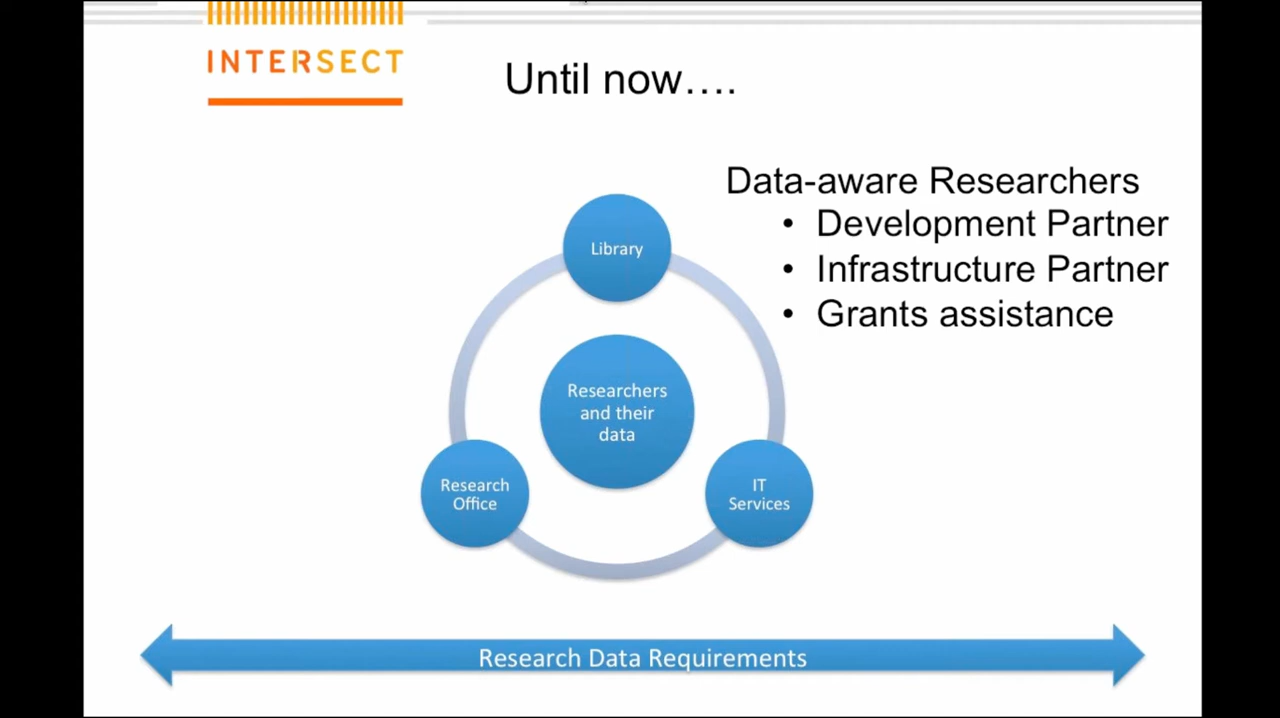 INTERSECT
Until now….
Data-aware Researchers
• Development Partner
• Infrastructure Partner
• Grants assistance
Library
Researchers
and their
data
Research
Office
IT
Services
Research Data Requirements